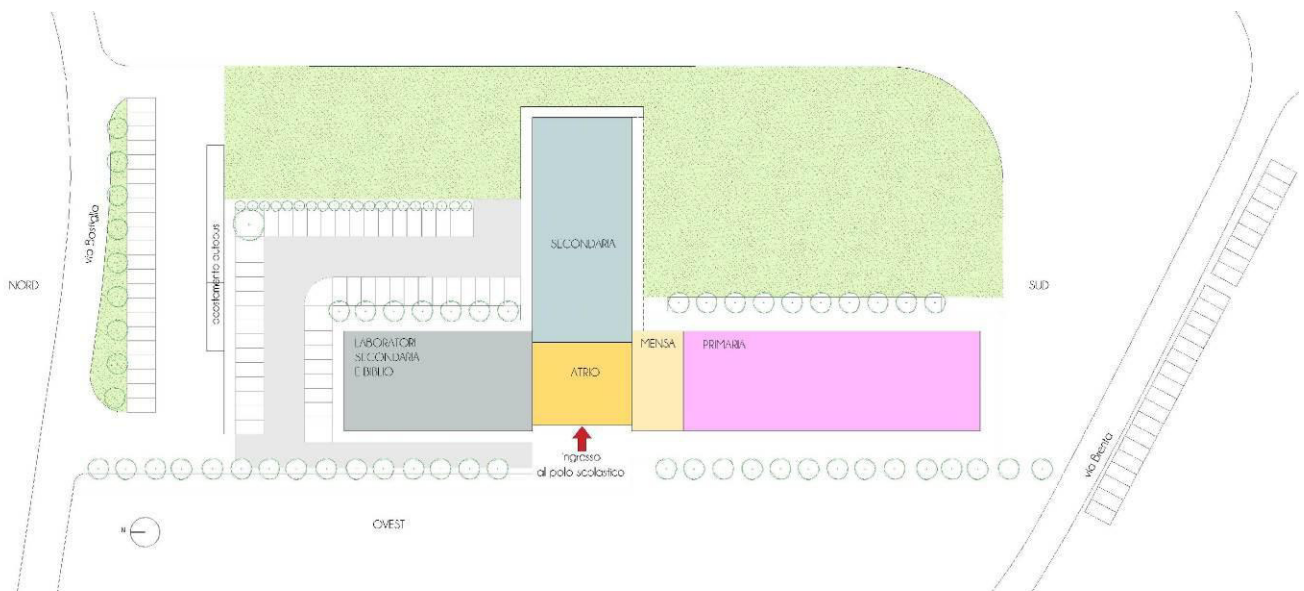 SECONDARIA
via Basiglio
accostamento autobus
NORD
SUD
LABORATORI
SECONDARIA
E BIBLIO
ATRIO
MENSA
PRIMARIA
via Brenta
ingresso
al polo scolastico
OVEST
N